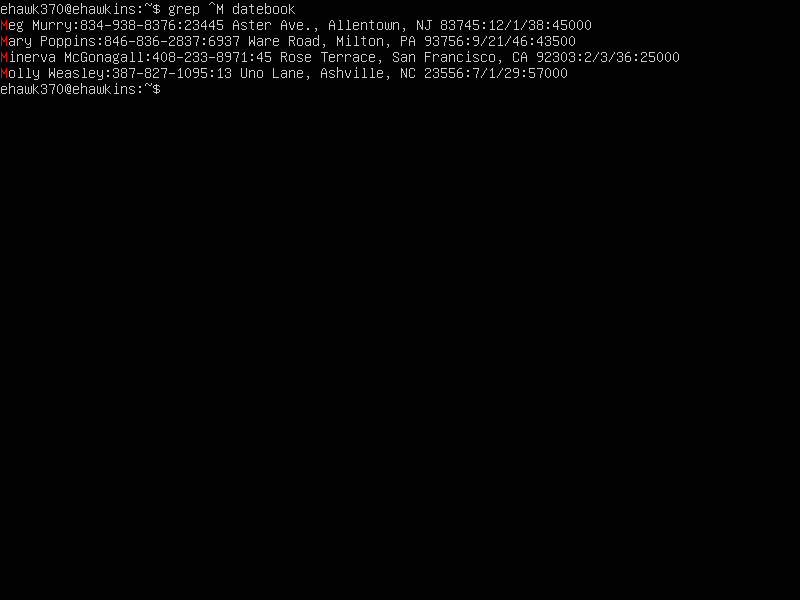 ehawk370@ehawkins:~$ grep ^M datebook
Meg Murry:834-938-8376:23445 Aster Ave., Allentown, NJ 83745:12/1/38:45000
Mary Poppins:846-836-2837:6937 Ware Road, Milton, PA 93756:9/21/46:43500
Minerva McGonagall:408-233-8971:45 Rose Terrace, San Francisco, CA 92303:2/3/36:25000
Molly Weasley:387-827-1095:13 Uno Lane, Ashville, NC 23556:7/1/29:57000
ehawk370@ehawkins:~$